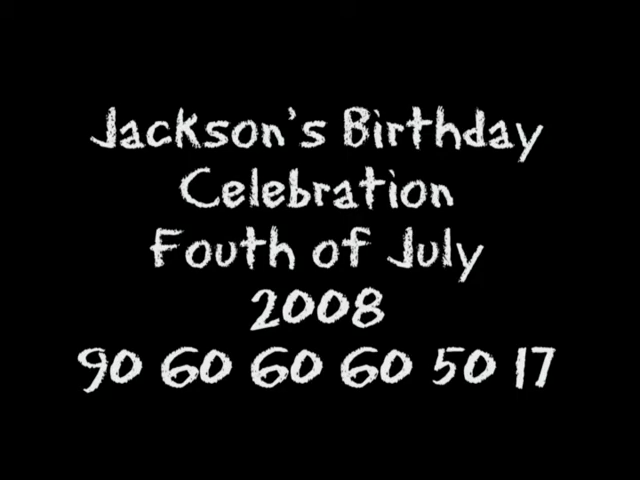 Jackson's Birthday
Celebration
Fouth of July
2008
90 60 60 60 50 17